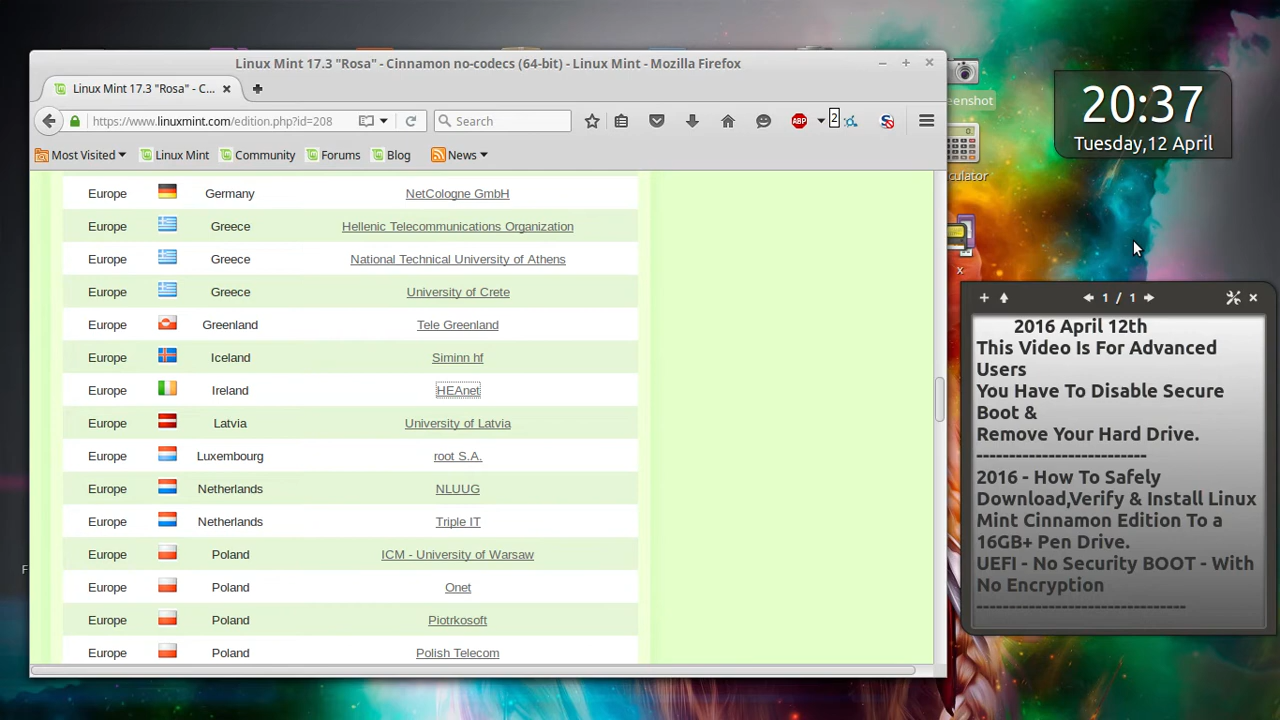 Linux Mint 17.3 "Rosa" - Cinnamon no-codecs (64-bit) - Linux Mint - Mozilla Firefox
Linux Mint 17.3 "Rosa" - C...
https://www.linuxmint.com/edition.php?id=208
Search
ABP
2
Most Visited
Linux Mint
Community
Forums
Blog
News
Europe Germany NetCologne GmbH
Europe Greece Hellenic Telecommunications Organization
Europe Greece National Technical University of Athens
Europe Greece University of Crete
Europe Greenland Tele Greenland
Europe Iceland Siminn hf
Europe Ireland HEAnet
Europe Latvia University of Latvia
Europe Luxembourg root S.A.
Europe Netherlands NLUUG
Europe Netherlands Triple IT
Europe Poland ICM - University of Warsaw
Europe Poland Onet
Europe Poland Piotrkosoft
Europe Poland Polish Telecom
eenshot
culator
x
F
20:37
Tuesday,12 April
1 / 1
2016 April 12th
This Video Is For Advanced
Users
You Have To Disable Secure
Boot &
Remove Your Hard Drive.
---------------------------
2016 - How To Safely
Download,Verify & Install Linux
Mint Cinnamon Edition To a
16GB+ Pen Drive.
UEFI - No Security BOOT - With
No Encryption
---------------------------------